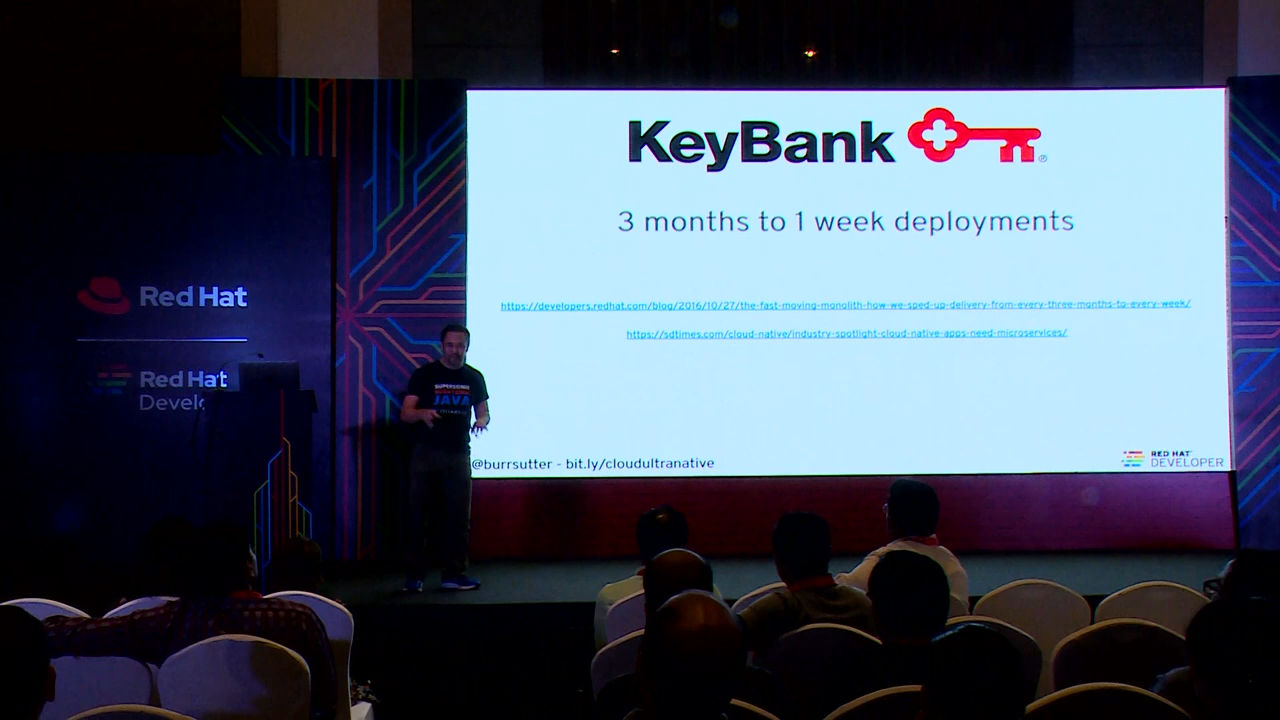 KeyBank
®
3 months to 1 week deployments
https://developers.redhat.com/blog/2016/10/27/the-fast-moving-monolith-how-we-sped-up-delivery-from-every-three-months-to-every-week/
https://sdtimes.com/cloud-native/industry-spotlight-cloud-native-apps-need-microservices/
@burrsutter - bit.ly/cloudultranative
RED HAT
DEVELOPER
Red Hat
Red Hat
Develo
SUPERSONIC
JAVA